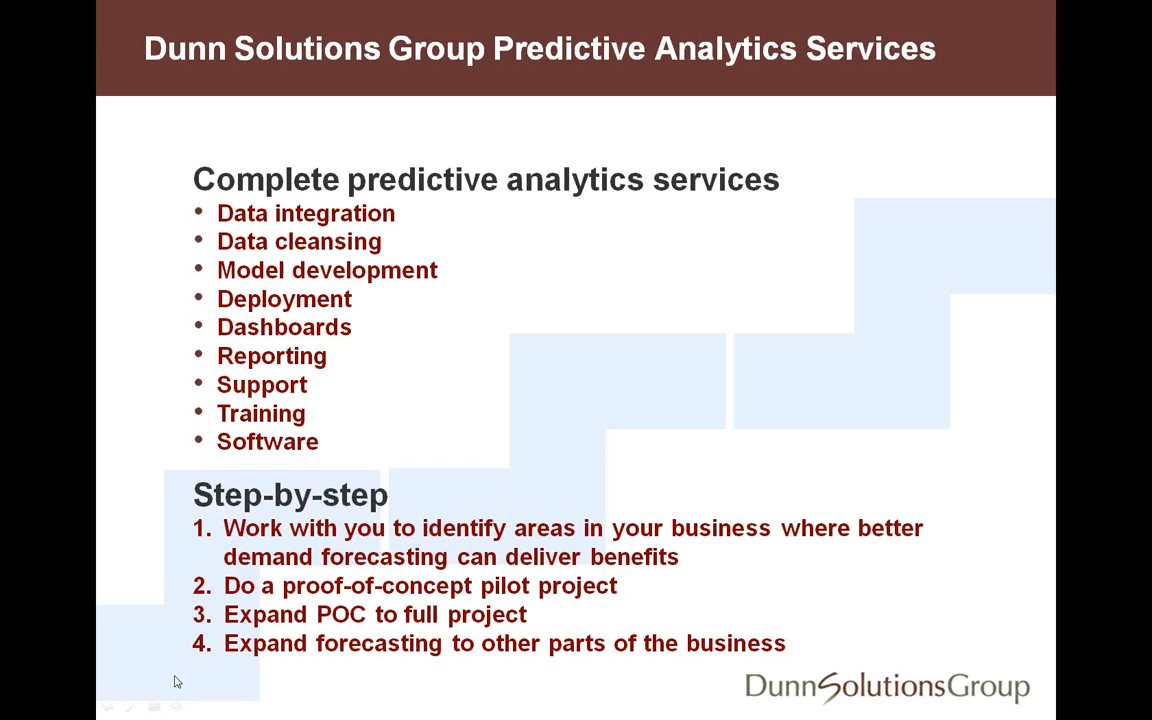 Dunn Solutions Group Predictive Analytics Services
Complete predictive analytics services
• Data integration
• Data cleansing
• Model development
• Deployment
• Dashboards
• Reporting
• Support
• Training
• Software
Step-by-step
1. Work with you to identify areas in your business where better
demand forecasting can deliver benefits
2. Do a proof-of-concept pilot project
3. Expand POC to full project
4. Expand forecasting to other parts of the business
DunnSolutionsGroup